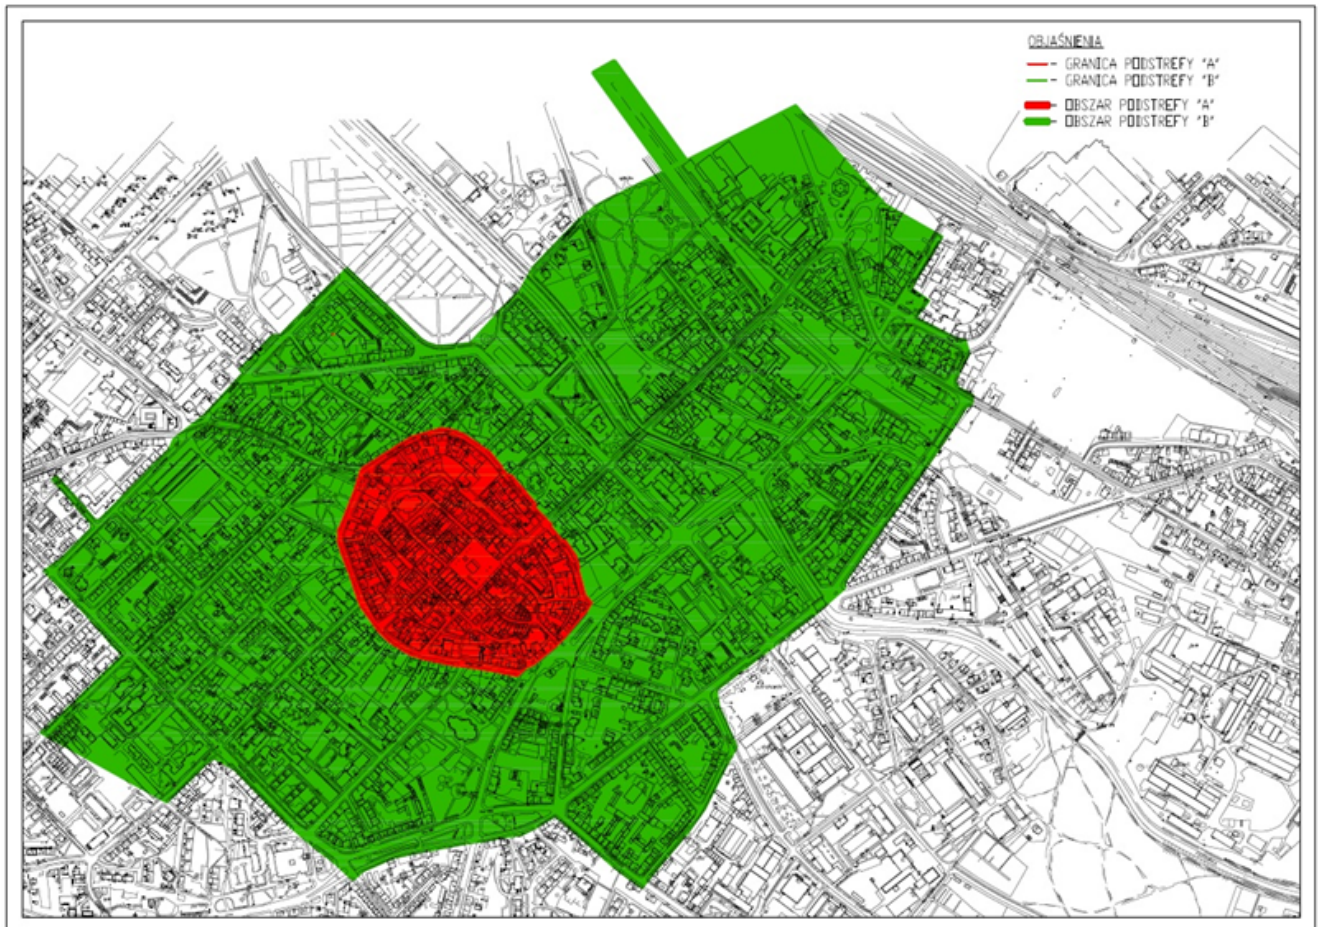 OBJAŚNIENIA
- GRANICA PODSTREFY "A"
- GRANICA PODSTREFY "B"
- OBSZAR PODSTREFY "A"
- OBSZAR PODSTREFY "B"